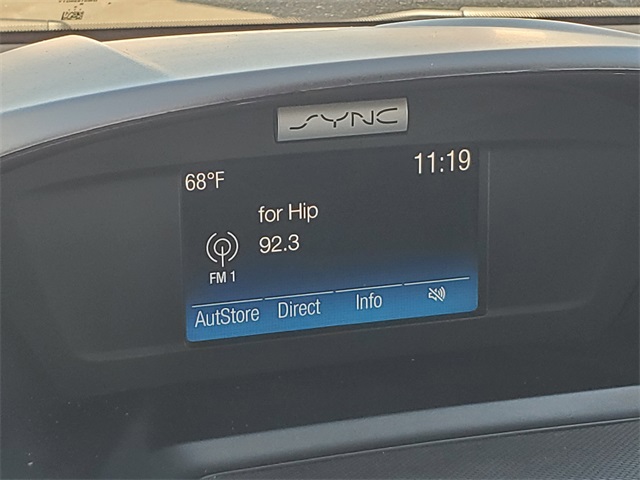 SYNC
68°F
11:19
for Hip
92.3
FM 1
AutStore Direct Info